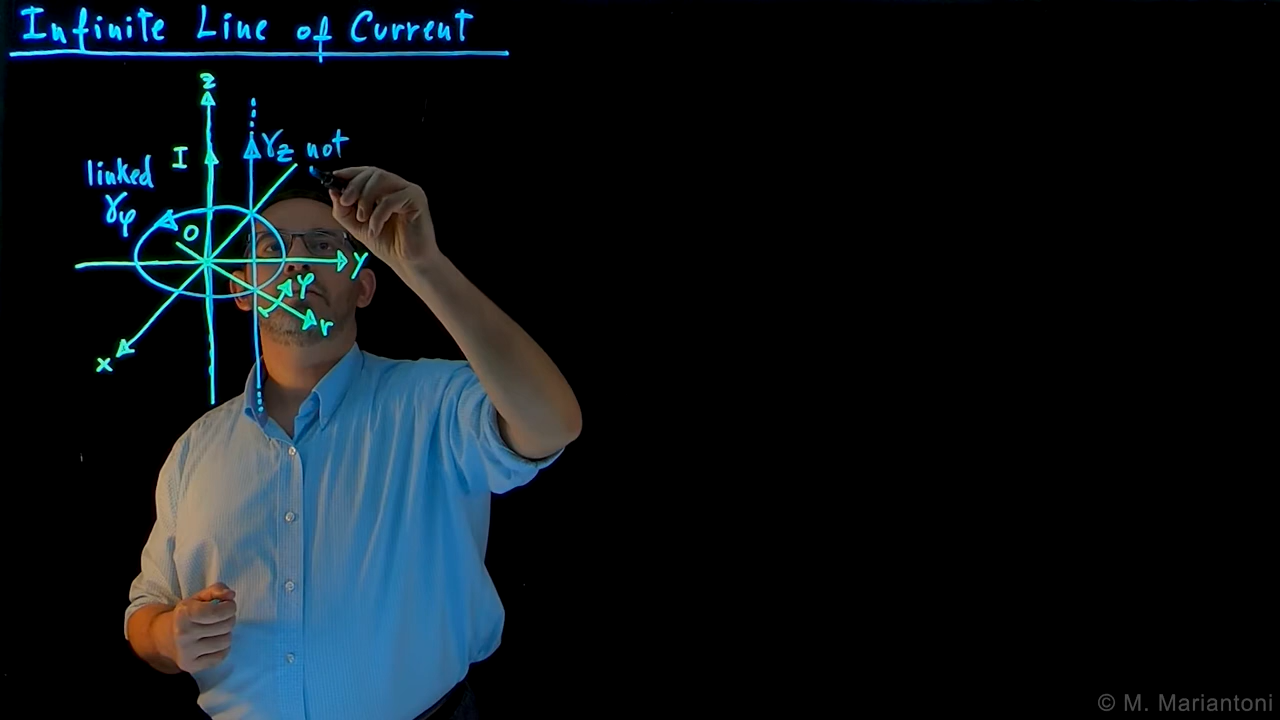 Infinite Line of Current
z
I
γz not
linked
γφ
O
y
φ
r
x
© M. Mariantoni